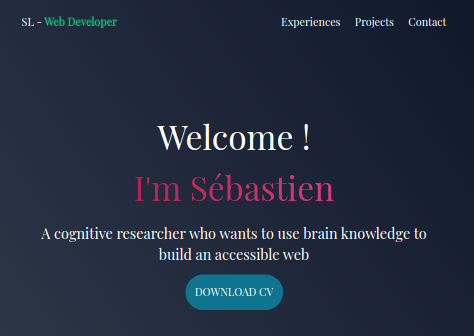 SL - Web Developer
Experiences Projects Contact
Welcome !
I'm Sébastien
A cognitive researcher who wants to use brain knowledge to
build an accessible web
DOWNLOAD CV